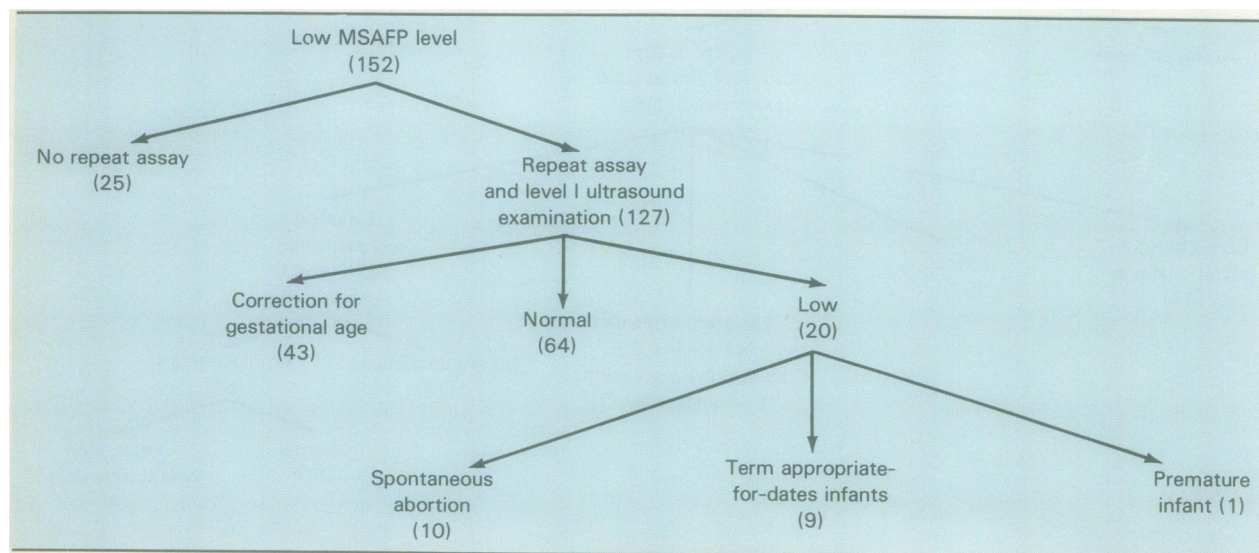 Low MSAFP level
(152)
No repeat assay
(25)
Repeat assay
and level I ultrasound
examination (127)
Correction for
gestational age
(43)
Normal
(64)
Low
(20)
Spontaneous
abortion
(10)
Term appropriate-
for-dates infants
(9)
Premature
infant (1)